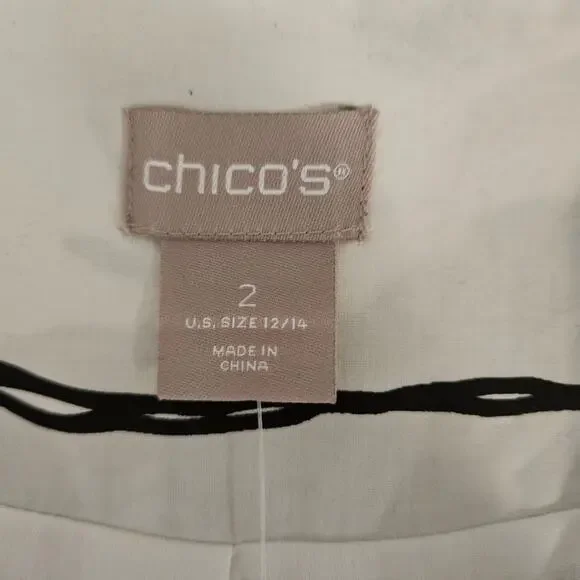 chico's®
2
U.S. SIZE 12/14
MADE IN
CHINA